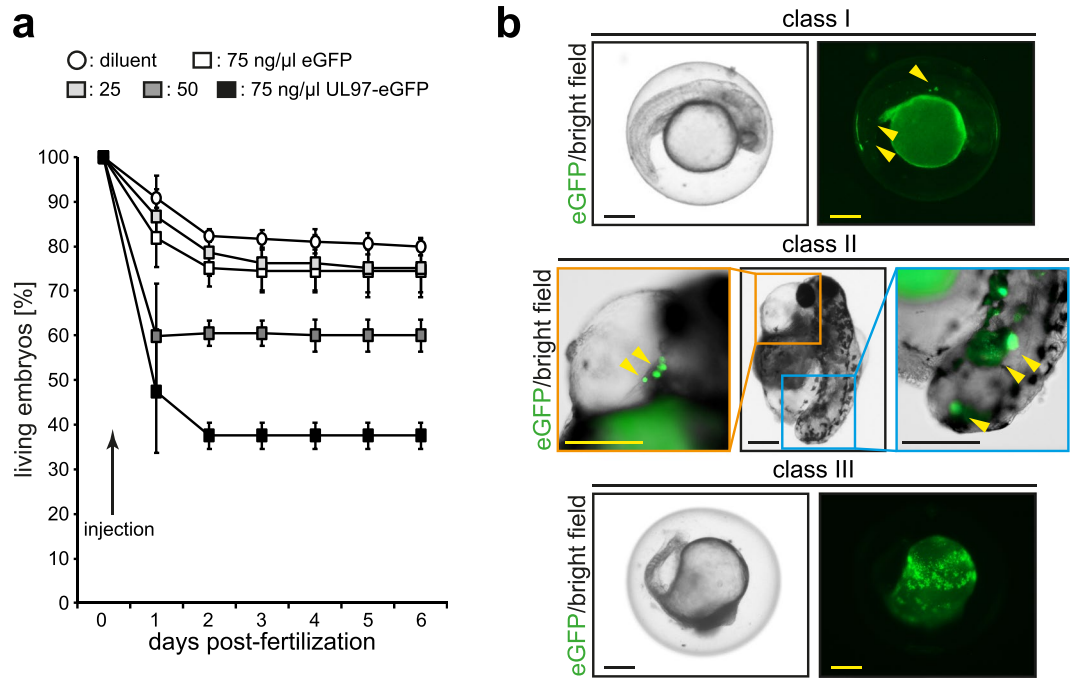 a
○: diluent □: 75 ng/µl eGFP
: 25 : 50 : 75 ng/µl UL97-eGFP
living embryos [%]
100
90
80
70
60
50
40
30
20
10
0
injection
0 1 2 3 4 5 6
days post-fertilization
b
class I
eGFP/bright field
class II
eGFP/bright field
class III
eGFP/bright field